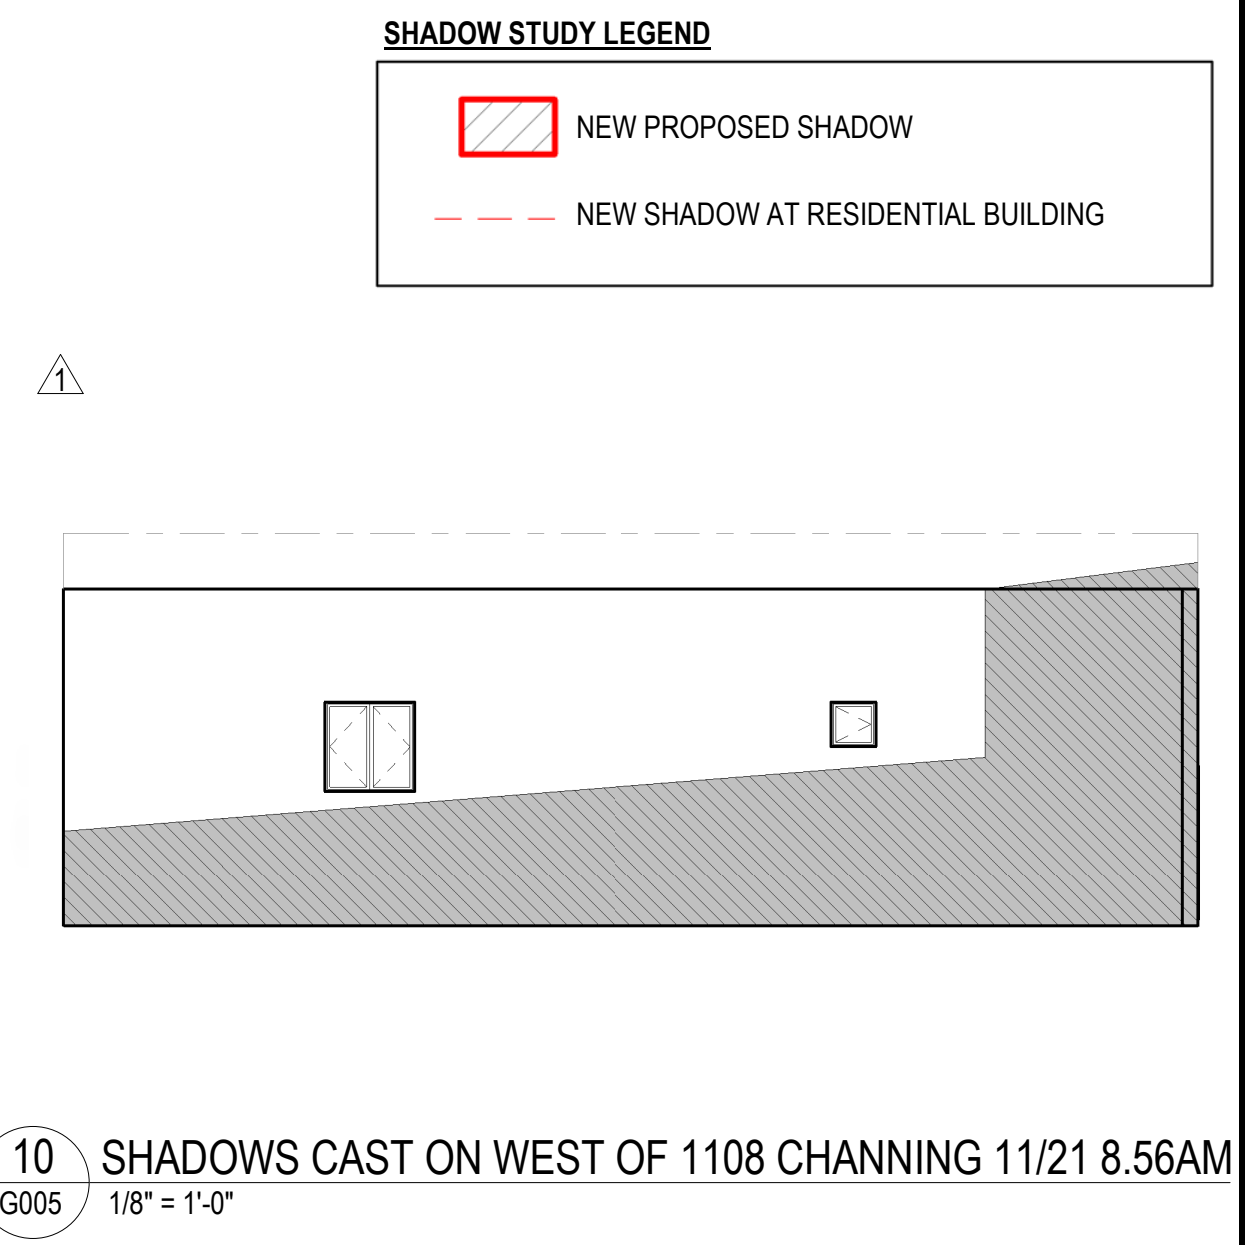 SHADOW STUDY LEGEND
NEW PROPOSED SHADOW
NEW SHADOW AT RESIDENTIAL BUILDING
1
10
SHADOWS CAST ON WEST OF 1108 CHANNING 11/21 8.56AM
G005
1/8" = 1'-0"